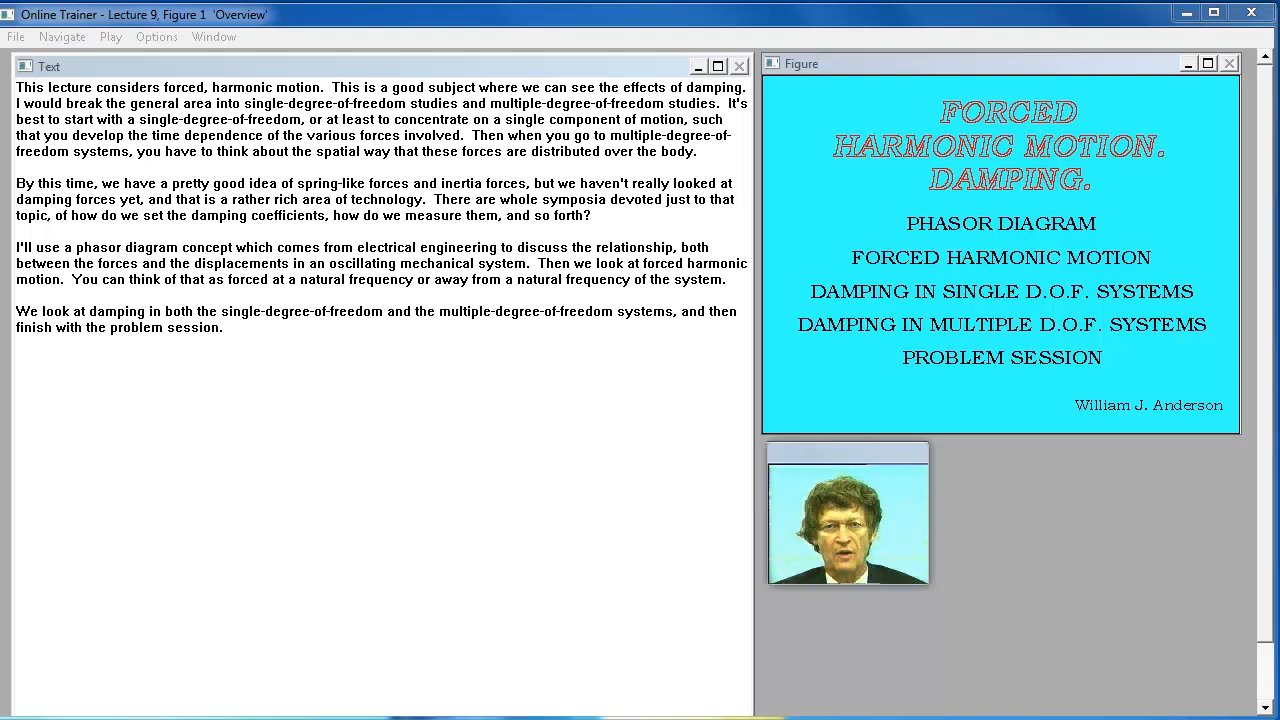 Online Trainer - Lecture 9, Figure 1  'Overview'
File Navigate Play Options Window
Text
This lecture considers forced, harmonic motion.  This is a good subject where we can see the effects of damping.
I would break the general area into single-degree-of-freedom studies and multiple-degree-of-freedom studies.  It's
best to start with a single-degree-of-freedom, or at least to concentrate on a single component of motion, such
that you develop the time dependence of the various forces involved.  Then when you go to multiple-degree-of-
freedom systems, you have to think about the spatial way that these forces are distributed over the body.
By this time, we have a pretty good idea of spring-like forces and inertia forces, but we haven't really looked at
damping forces yet, and that is a rather rich area of technology.  There are whole symposia devoted just to that
topic, of how do we set the damping coefficients, how do we measure them, and so forth?
I'll use a phasor diagram concept which comes from electrical engineering to discuss the relationship, both
between the forces and the displacements in an oscillating mechanical system.  Then we look at forced harmonic
motion.  You can think of that as forced at a natural frequency or away from a natural frequency of the system.
We look at damping in both the single-degree-of-freedom and the multiple-degree-of-freedom systems, and then
finish with the problem session.
Figure
FORCED
HARMONIC MOTION.
DAMPING.
PHASOR DIAGRAM
FORCED HARMONIC MOTION
DAMPING IN SINGLE D.O.F. SYSTEMS
DAMPING IN MULTIPLE D.O.F. SYSTEMS
PROBLEM SESSION
William J. Anderson